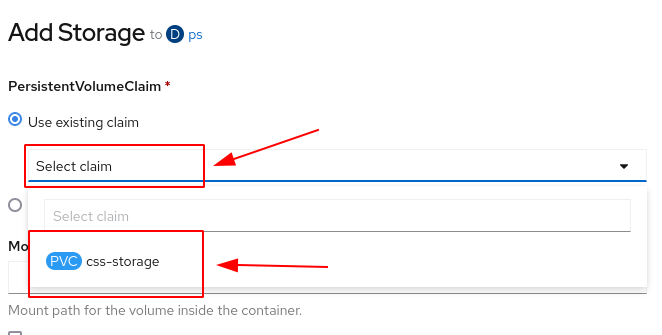 Add Storage to D ps
PersistentVolumeClaim *
Use existing claim
Select claim
Select claim
PVC css-storage
Mo
Mount path for the volume inside the container.